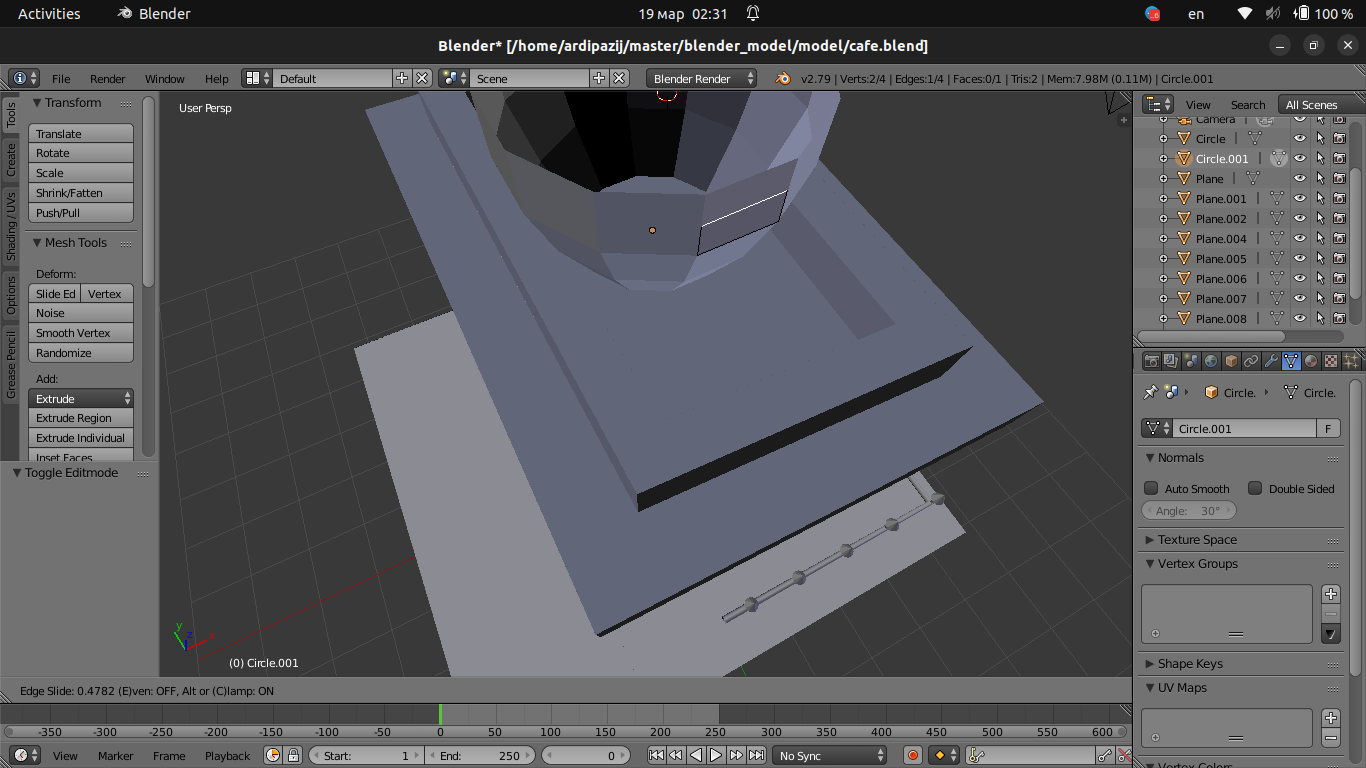 Activities Blender 19 мар 02:31 en 100 %
Blender* [/home/ardipazij/master/blender_model/model/cafe.blend]
File Render Window Help Default Scene Blender Render v2.79 | Verts:2/4 | Edges:1/4 | Faces:0/1 | Tris:2 | Mem:7.98M (0.11M) | Circle.001
Tools
Create
Shading / UVs
Options
Grease Pencil
Transform
Translate
Rotate
Scale
Shrink/Fatten
Push/Pull
Mesh Tools
Deform:
Slide Ed Vertex
Noise
Smooth Vertex
Randomize
Add:
Extrude
Extrude Region
Extrude Individual
Inset Faces
Toggle Editmode
User Persp
y
z
x
(0) Circle.001
Edge Slide: 0.4782 (E)ven: OFF, Alt or (C)lamp: ON
View Search All Scenes
Camera
Circle
Circle.001
Plane
Plane.001
Plane.002
Plane.004
Plane.005
Plane.006
Plane.007
Plane.008
Circle. Circle.
Circle.001 F
Normals
Auto Smooth Double Sided
Angle: 30°
Texture Space
Vertex Groups
Shape Keys
UV Maps
Vertex Colors
-350 -300 -250 -200 -150 -100 -50 0 50 100 150 200 250 300 350 400 450 500 550 600
View Marker Frame Playback Start: 1 End: 250 0 No Sync